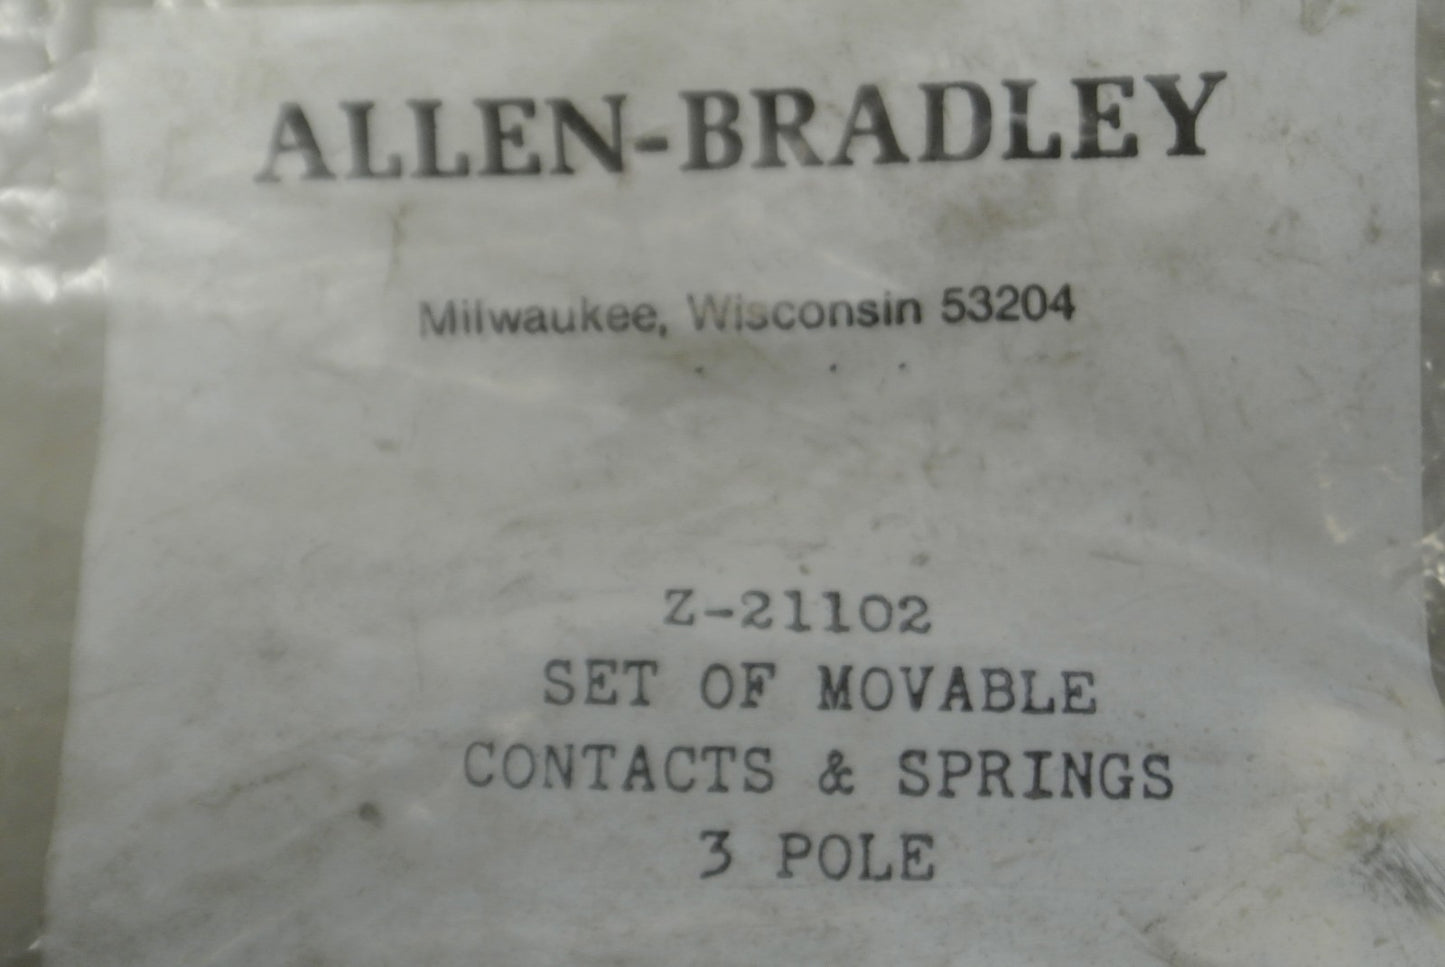 ALLEN-BRADLEY
Milwaukee, Wisconsin 53204
Z-21102
SET OF MOVABLE
CONTACTS & SPRINGS
3 POLE